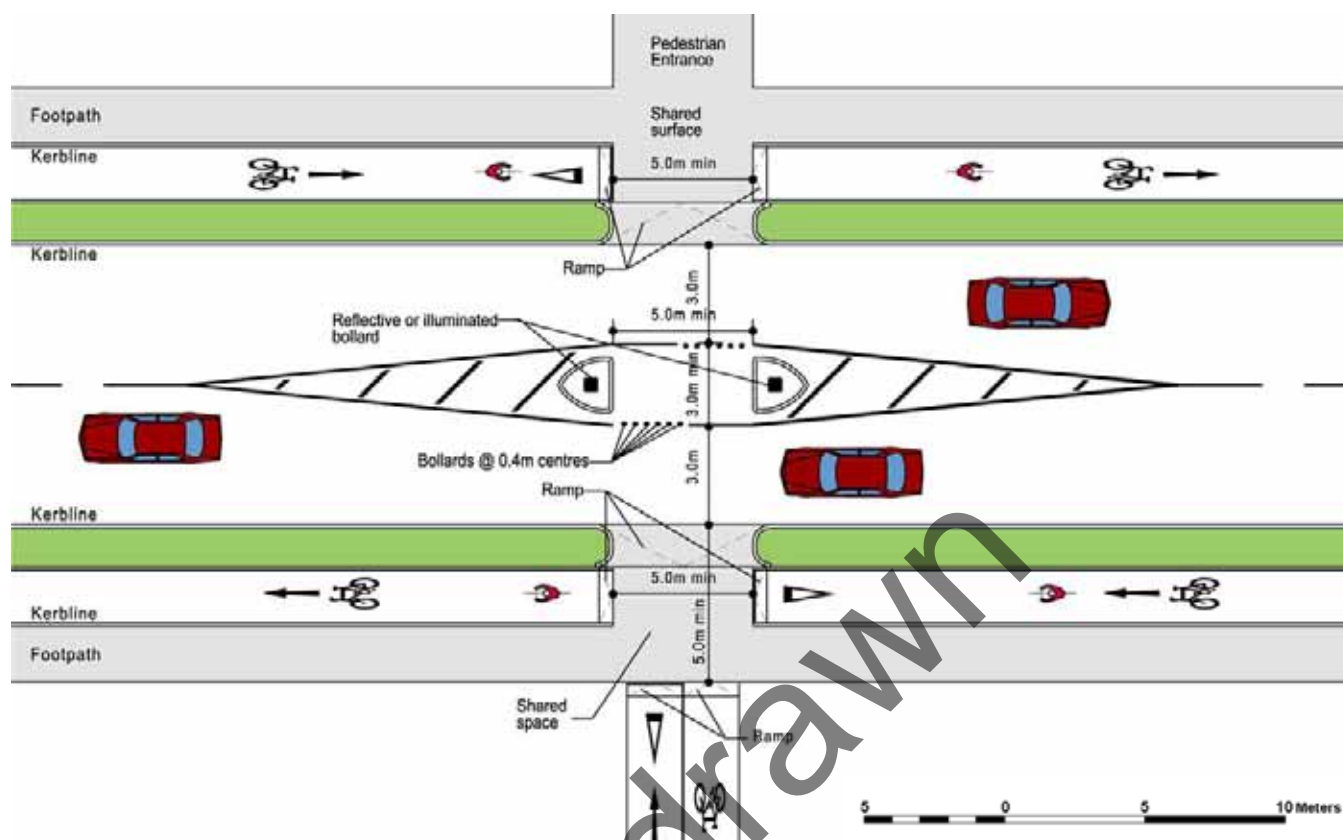 Pedestrian
Entrance
Footpath
Shared
surface
Kerbline
5.0m min
Kerbline
Ramp
3.0m
5.0m min
Reflective or illuminated
bollard
3.0m min
Bollards @ 0.4m centres
3.0m
Ramp
Kerbline
5.0m min
Kerbline
5.0m min
Footpath
Shared
space
Ramp
drawn
5 0 5 10 Meters